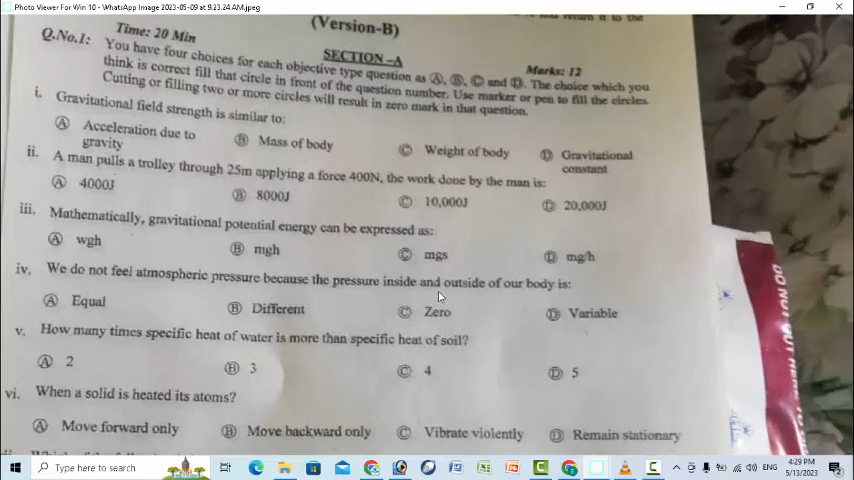 Photo Viewer For Win 10 - WhatsApp Image 2023-05-09 at 9.23.24 AM.jpeg
(Version-B)
Time: 20 Min
SECTION-A
Marks: 12
Q.No.1: You have four choices for each objective type question as Ⓐ, Ⓑ, Ⓒ and Ⓓ. The choice which you
think is correct fill that circle in front of the question number. Use marker or pen to fill the circles.
Cutting or filling two or more circles will result in zero mark in that question.
i. Gravitational field strength is similar to:
Ⓐ Acceleration due to gravity Ⓑ Mass of body Ⓒ Weight of body Ⓓ Gravitational constant
ii. A man pulls a trolley through 25m applying a force 400N, the work done by the man is:
Ⓐ 4000J Ⓑ 8000J Ⓒ 10,000J Ⓓ 20,000J
iii. Mathematically, gravitational potential energy can be expressed as:
Ⓐ wgh Ⓑ mgh Ⓒ mgs Ⓓ mg/h
iv. We do not feel atmospheric pressure because the pressure inside and outside of our body is:
Ⓐ Equal Ⓑ Different Ⓒ Zero Ⓓ Variable
v. How many times specific heat of water is more than specific heat of soil?
Ⓐ 2 Ⓑ 3 Ⓒ 4 Ⓓ 5
vi. When a solid is heated its atoms?
Ⓐ Move forward only Ⓑ Move backward only Ⓒ Vibrate violently Ⓓ Remain stationary
Type here to search
ENG
4:29 PM
5/13/2023
2